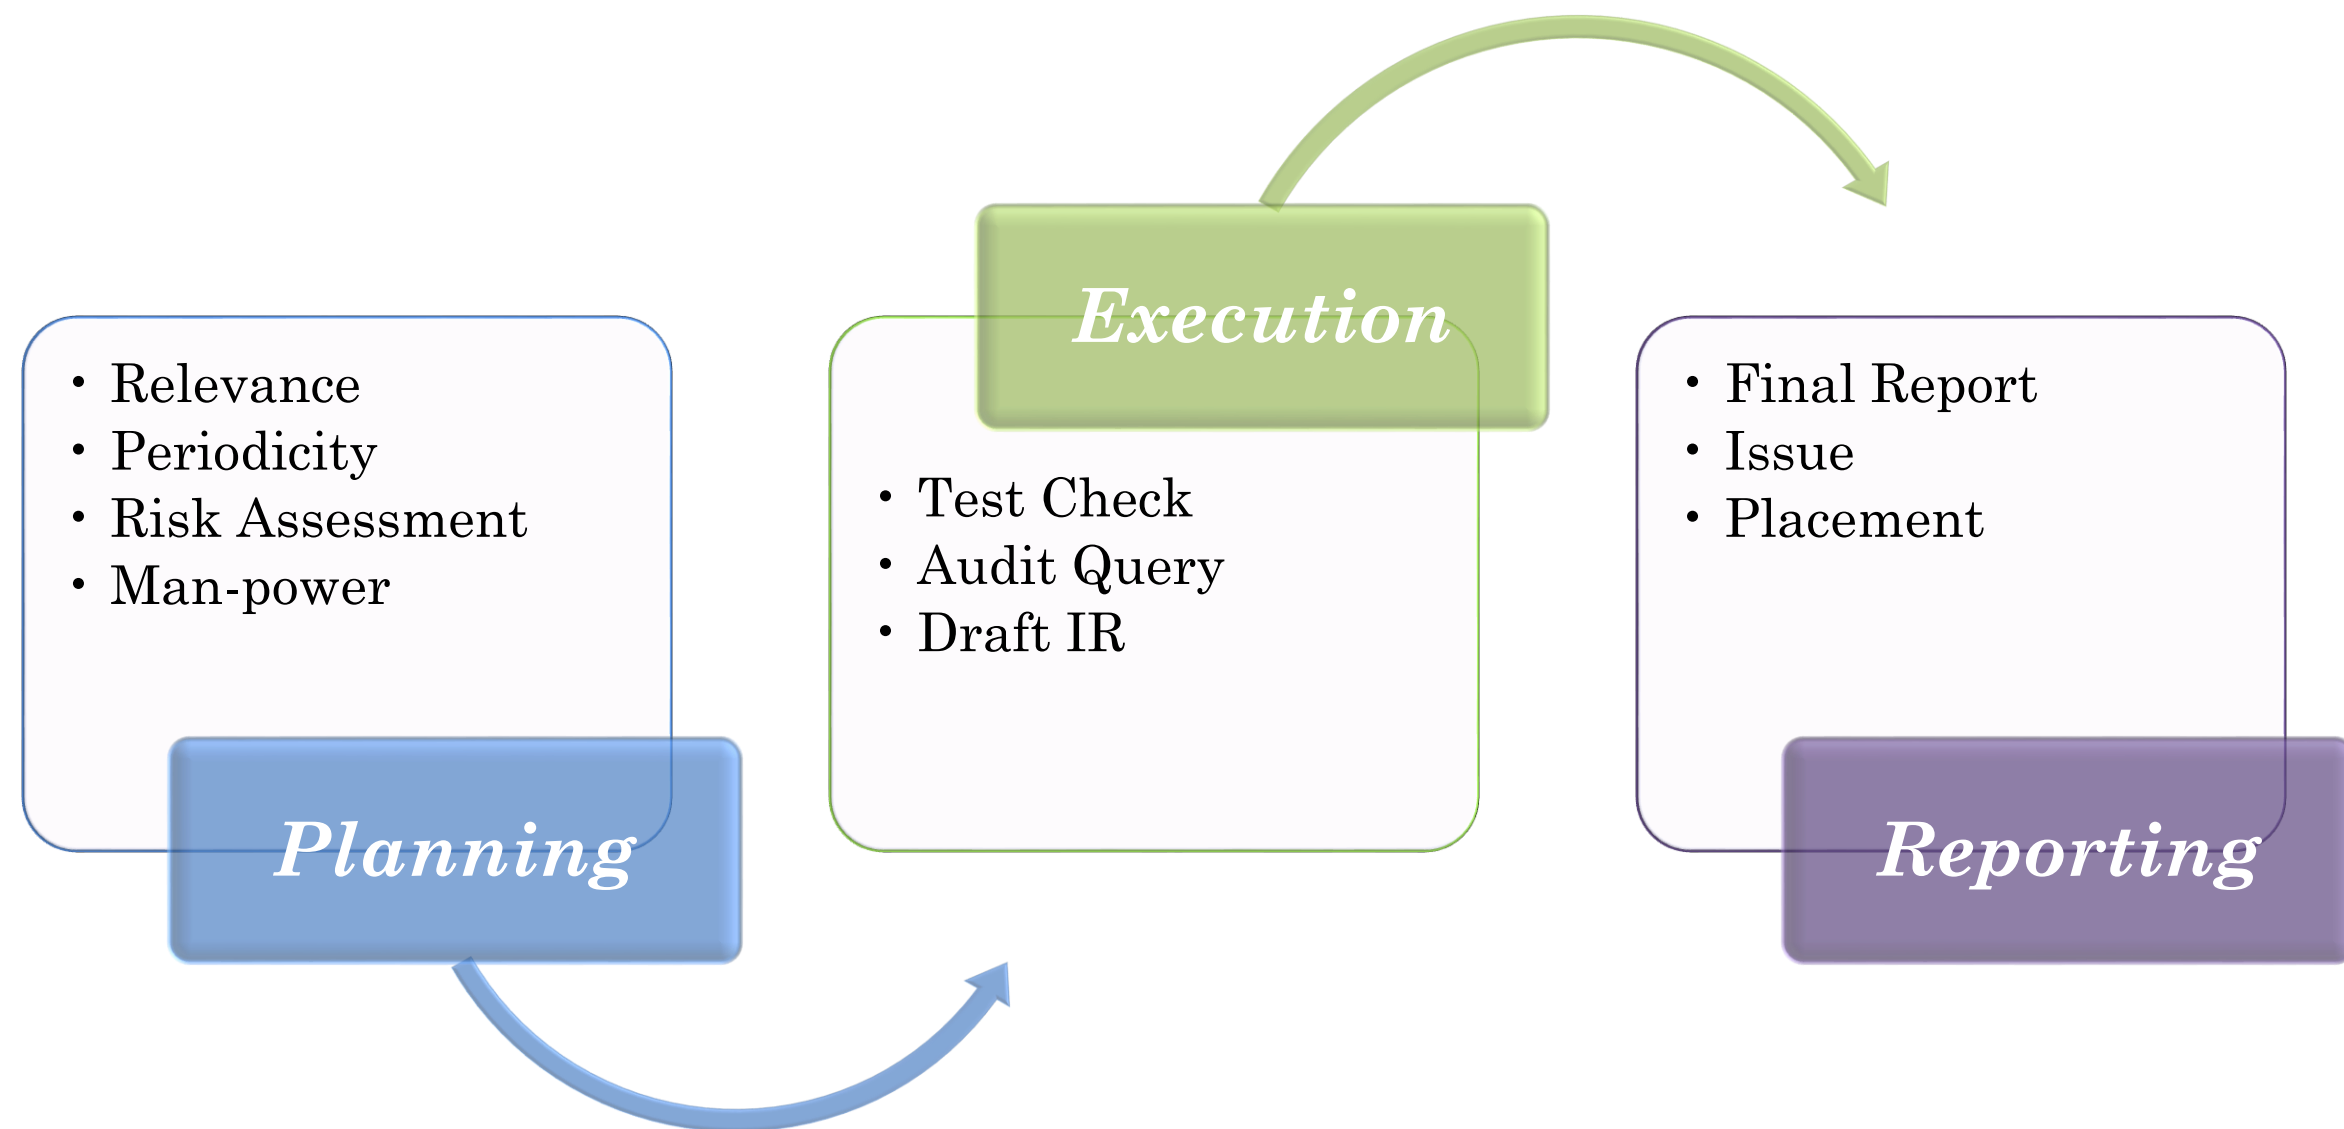 • Relevance
• Periodicity
• Risk Assessment
• Man-power
Planning
Execution
• Test Check
• Audit Query
• Draft IR
• Final Report
• Issue
• Placement
Reporting